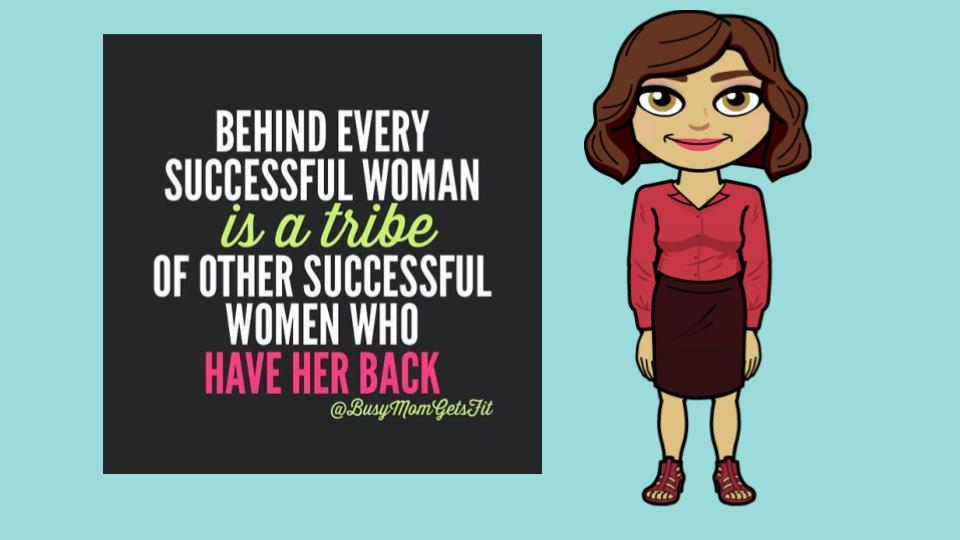 BEHIND EVERY
SUCCESSFUL WOMAN
is a tribe
OF OTHER SUCCESSFUL
WOMEN WHO
HAVE HER BACK
@BusyMomGetsFit